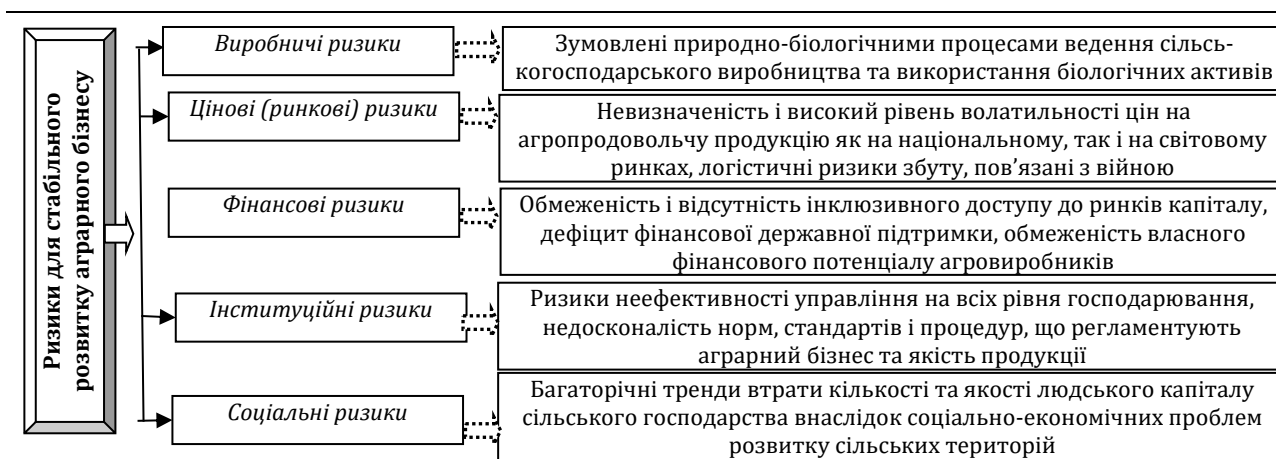 Ризики для стабільного
розвитку аграрного бізнесу
Виробничі ризики
Зумовлені природно-біологічними процесами ведення сільсь-
когосподарського виробництва та використання біологічних активів
Цінові (ринкові) ризики
Невизначеність і високий рівень волатильності цін на
агропродовольчу продукцію як на національному, так і на світовому
ринках, логістичні ризики збуту, пов’язані з війною
Фінансові ризики
Обмеженість і відсутність інклюзивного доступу до ринків капіталу,
дефіцит фінансової державної підтримки, обмеженість власного
фінансового потенціалу агровиробників
Інституційні ризики
Ризики неефективності управління на всіх рівня господарювання,
недосконалість норм, стандартів і процедур, що регламентують
аграрний бізнес та якість продукції
Соціальні ризики
Багаторічні тренди втрати кількості та якості людського капіталу
сільського господарства внаслідок соціально-економічних проблем
розвитку сільських територій